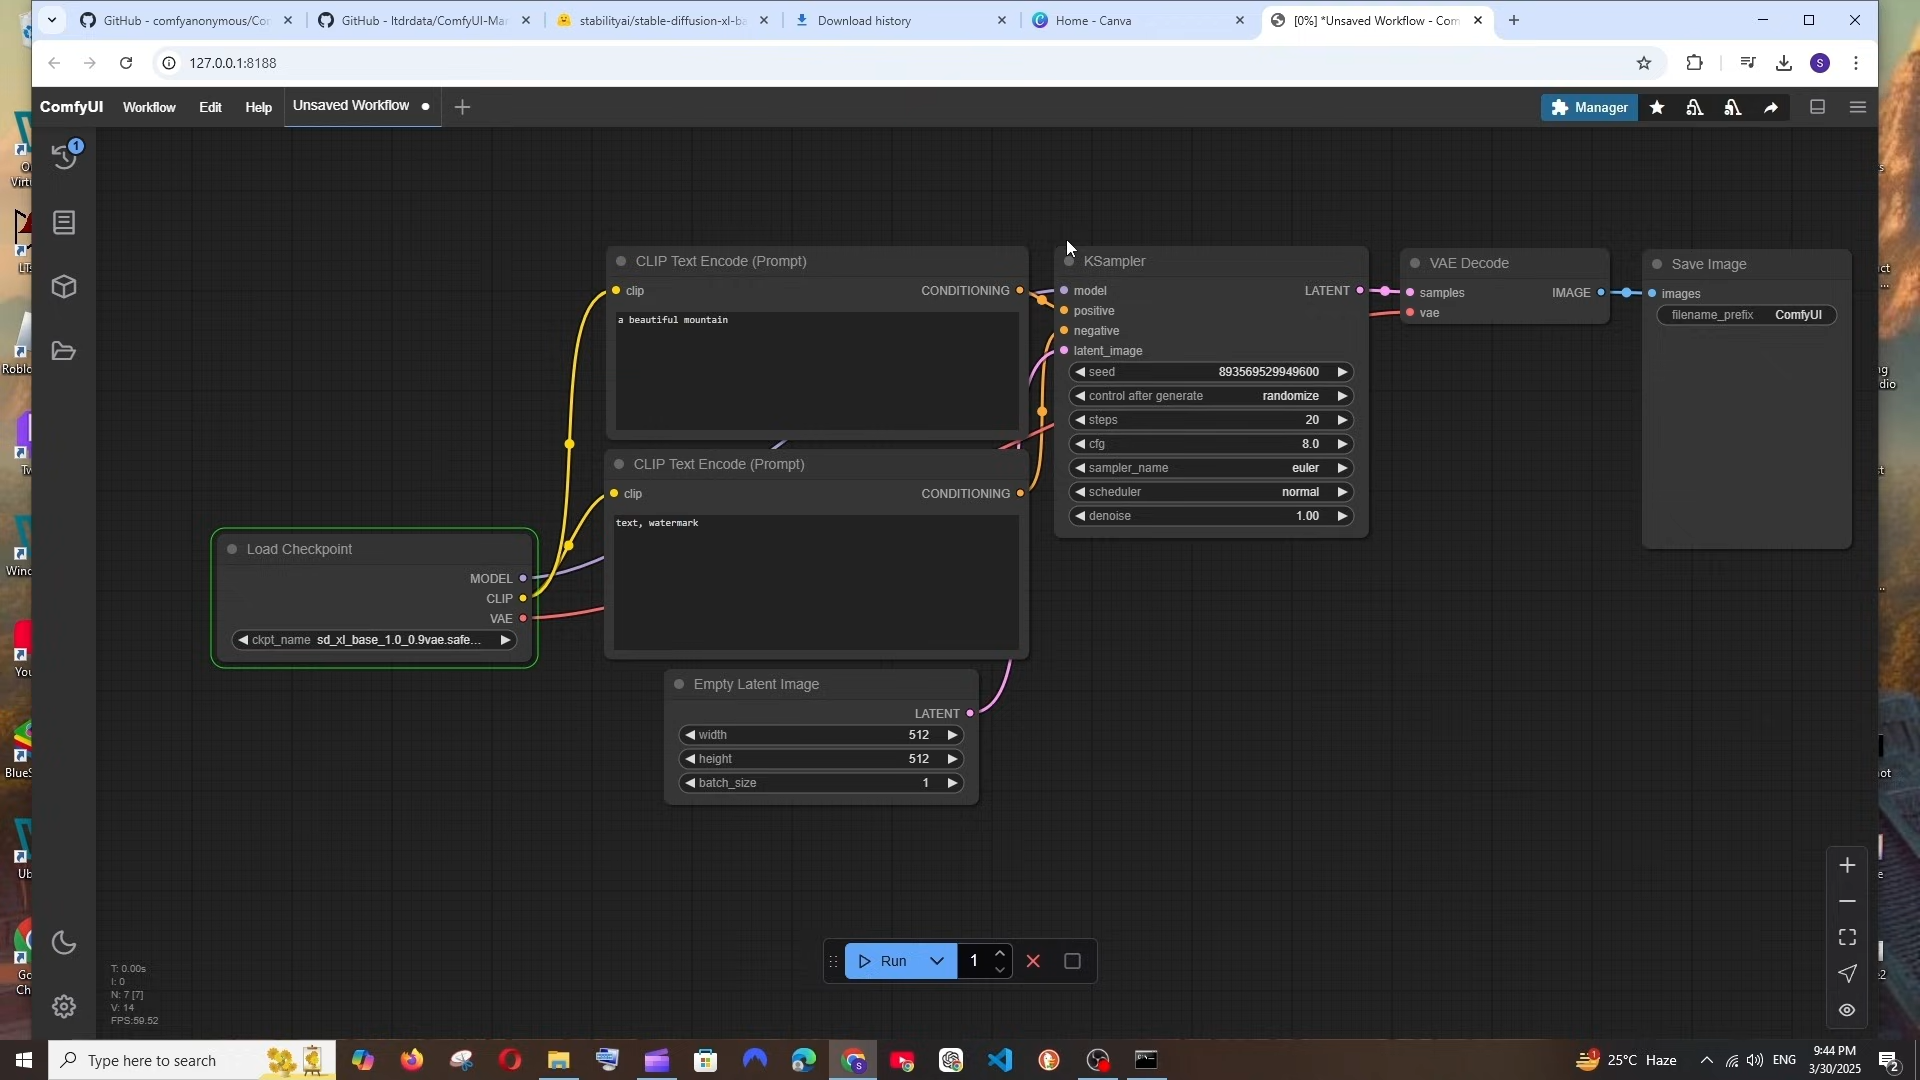 GitHub - comfyanonymous/Cor
GitHub - ltdrdata/ComfyUI-Mar
stabilityai/stable-diffusion-xl-ba
Download history
Home - Canva
[0%] *Unsaved Workflow - Com
127.0.0.1:8188
S
ComfyUI
Workflow
Edit
Help
Unsaved Workflow
Manager
1
CLIP Text Encode (Prompt)
clip
CONDITIONING
a beautiful mountain
KSampler
model
LATENT
positive
negative
latent_image
seed
893569529949600
control after generate
randomize
steps
20
cfg
8.0
sampler_name
euler
scheduler
normal
denoise
1.00
VAE Decode
samples
IMAGE
vae
Save Image
images
filename_prefix
ComfyUI
CLIP Text Encode (Prompt)
clip
CONDITIONING
text, watermark
Load Checkpoint
MODEL
CLIP
VAE
ckpt_name
sd_xl_base_1.0_0.9vae.safe...
Empty Latent Image
LATENT
width
512
height
512
batch_size
1
T: 0.00s
I: 0
N: 7 [7]
V: 14
FPS:59.52
Run
1
Type here to search
25°C Haze
ENG
9:44 PM
3/30/2025
2